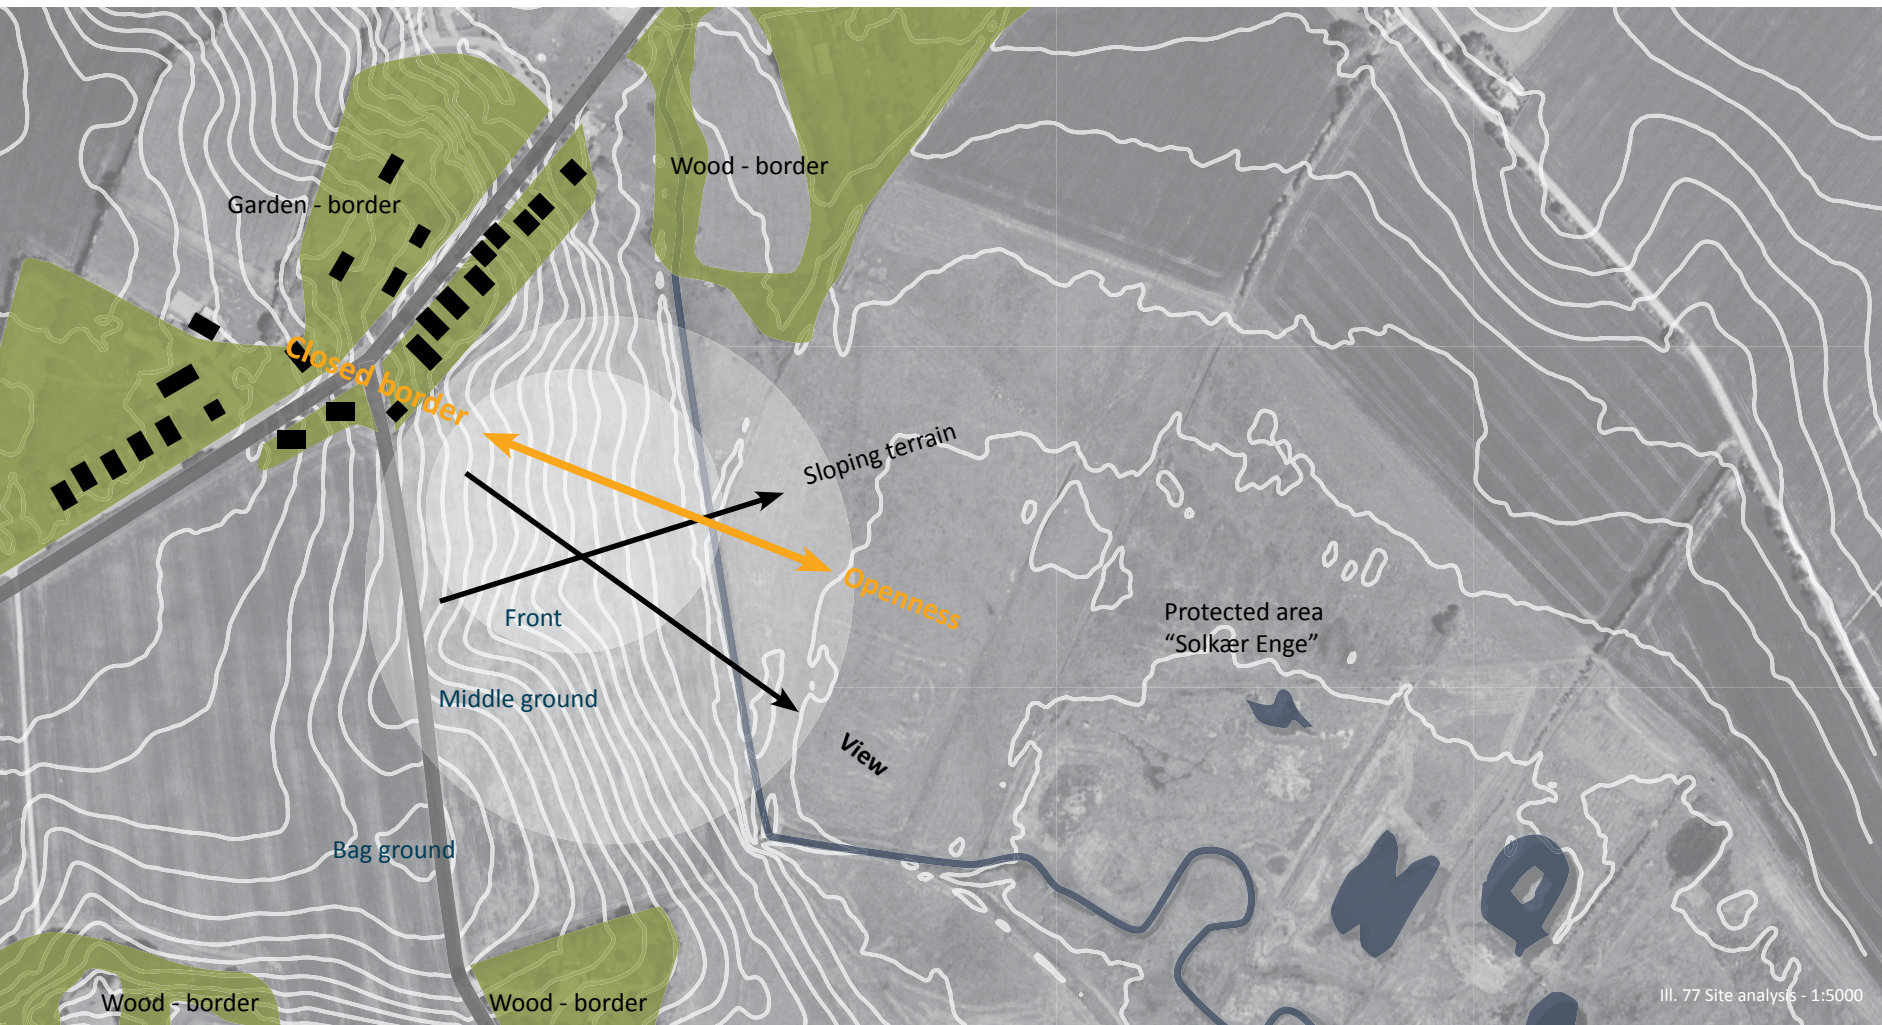 Wood - border
Garden - border
Closed border
Sloping terrain
Openness
Front
Protected area
“Solkær Enge”
Middle ground
View
Bag ground
Wood - border
Wood - border
Ill. 77 Site analysis - 1:5000